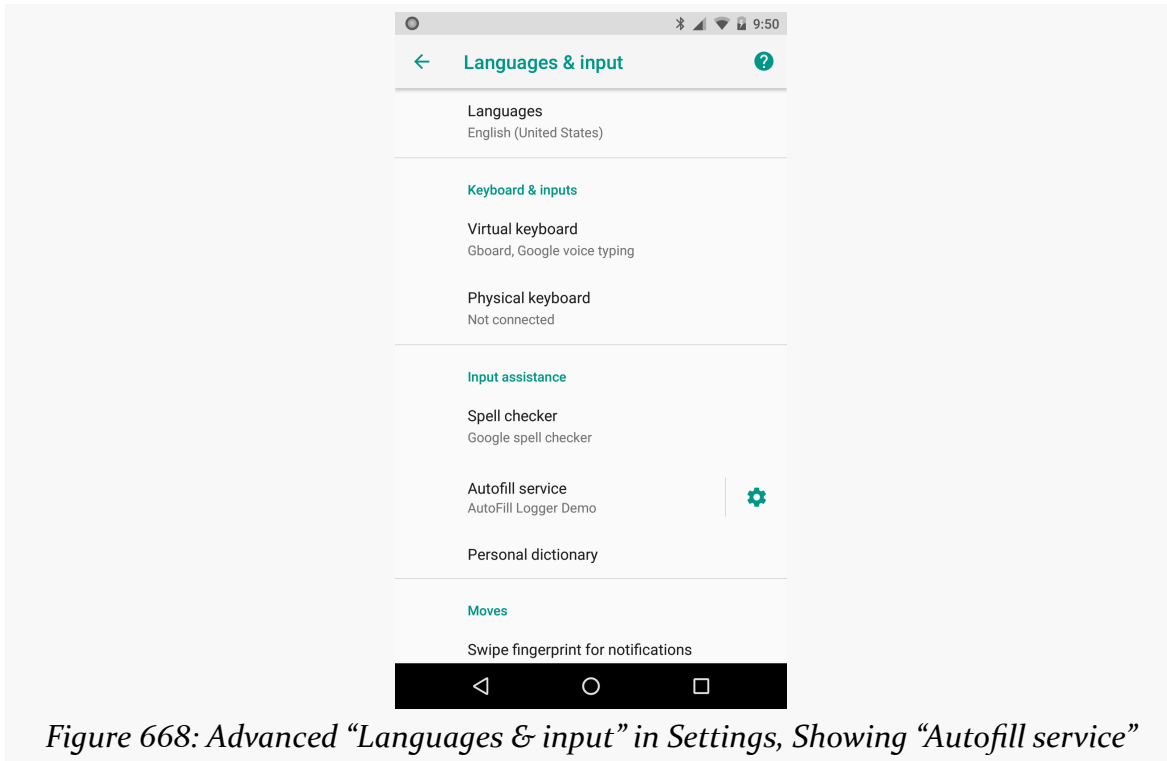 9:50
Languages & input
Languages
English (United States)
Keyboard & inputs
Virtual keyboard
Gboard, Google voice typing
Physical keyboard
Not connected
Input assistance
Spell checker
Google spell checker
Autofill service
AutoFill Logger Demo
Personal dictionary
Moves
Swipe fingerprint for notifications
Figure 668: Advanced “Languages & input” in Settings, Showing “Autofill service”